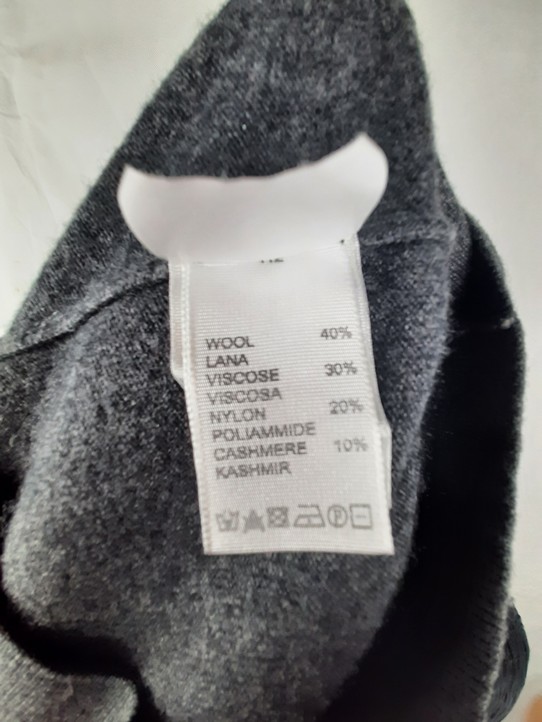 WOOL 40%
LANA
VISCOSE 30%
VISCOSA
NYLON 20%
POLIAMMIDE
CASHMERE 10%
KASHMIR
P